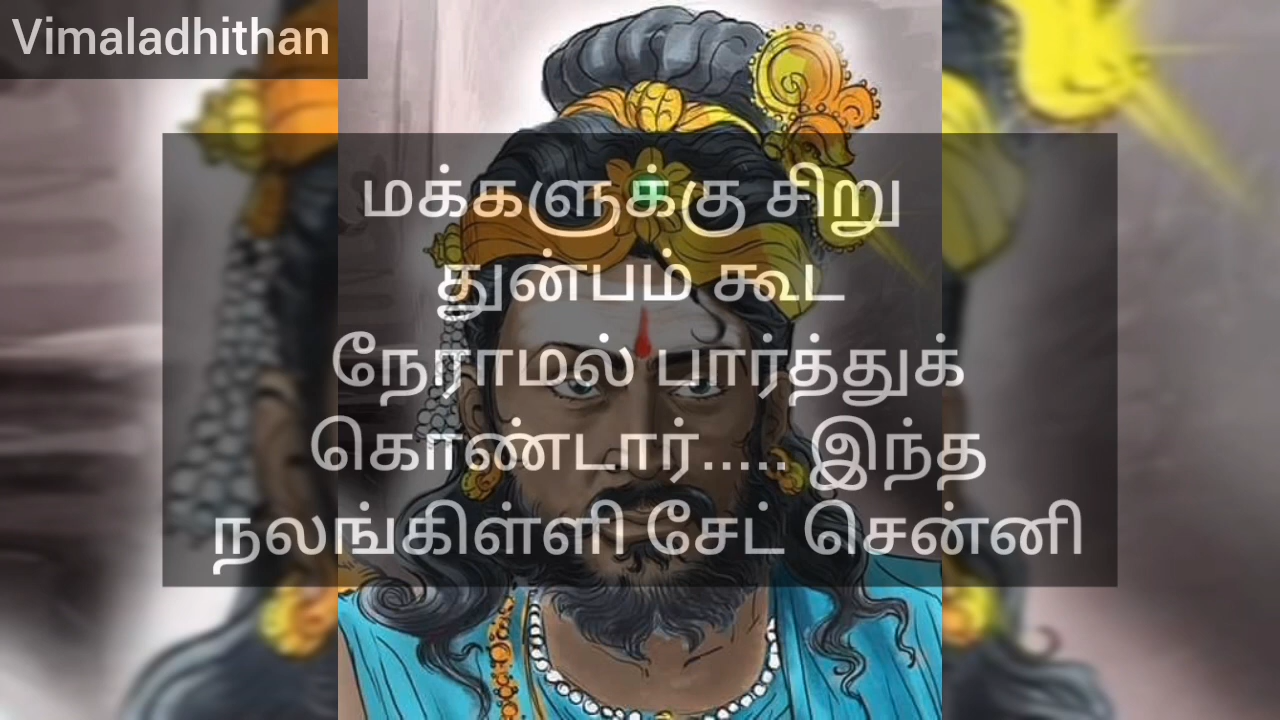 Vimaladhithan
மக்களுக்கு சிறு
துன்பம் கூட
நேராமல் பார்த்துக்
கொண்டார்..... இந்த
நலங்கிள்ளி சேட் சென்னி